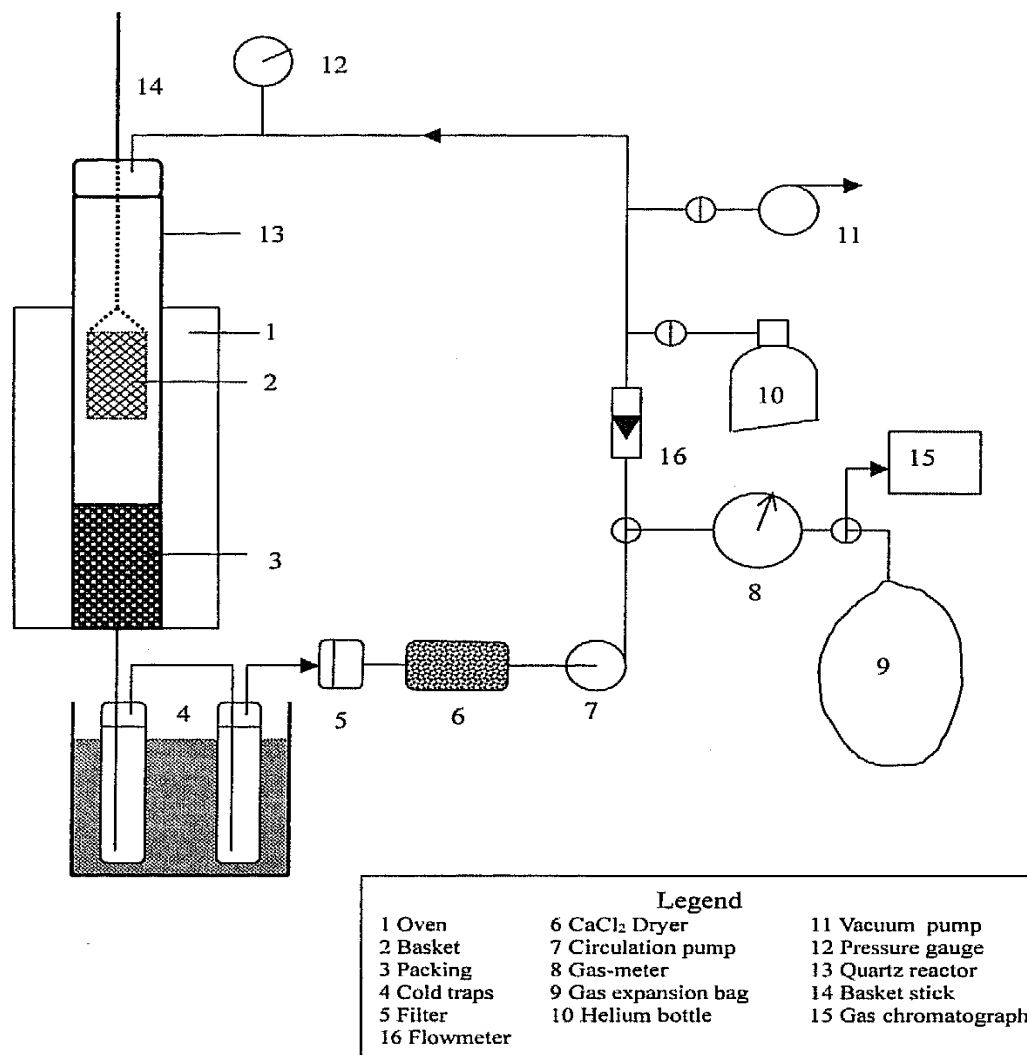 12
14
13
11
1
2
10
16
15
3
8
9
4
5
6
7
Legend
1 Oven
2 Basket
3 Packing
4 Cold traps
5 Filter
16 Flowmeter
6 CaCl₂ Dryer
7 Circulation pump
8 Gas-meter
9 Gas expansion bag
10 Helium bottle
11 Vacuum pump
12 Pressure gauge
13 Quartz reactor
14 Basket stick
15 Gas chromatograph